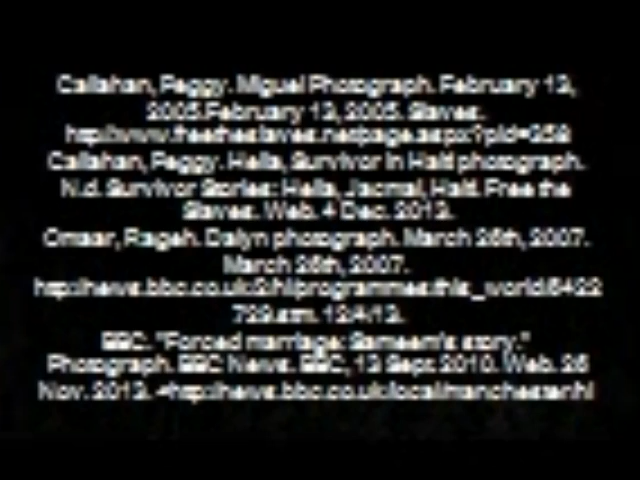 Callahan, Peggy. Miguel Photograph. February 13,
2005.February 13, 2005. Slaves.
http://www.freetheslaves.net/page.aspx?pid=259
Callahan, Peggy. Helia, Survivor in Haiti photograph.
N.d. Survivor Stories: Helia, Jacmal, Haiti. Free the
Slaves. Web. 4 Dec. 2013.
Omaar, Rageh. Dalyn photograph. March 26th, 2007.
March 26th, 2007.
http://news.bbc.co.uk/2/hi/programmes/this_world/6422
729.stm. 12/4/13.
BBC. "Forced marriage: Sameem's story."
Photograph. BBC News. BBC, 13 Sept. 2010. Web. 26
Nov. 2013. <http://news.bbc.co.uk/local/manchester/hi